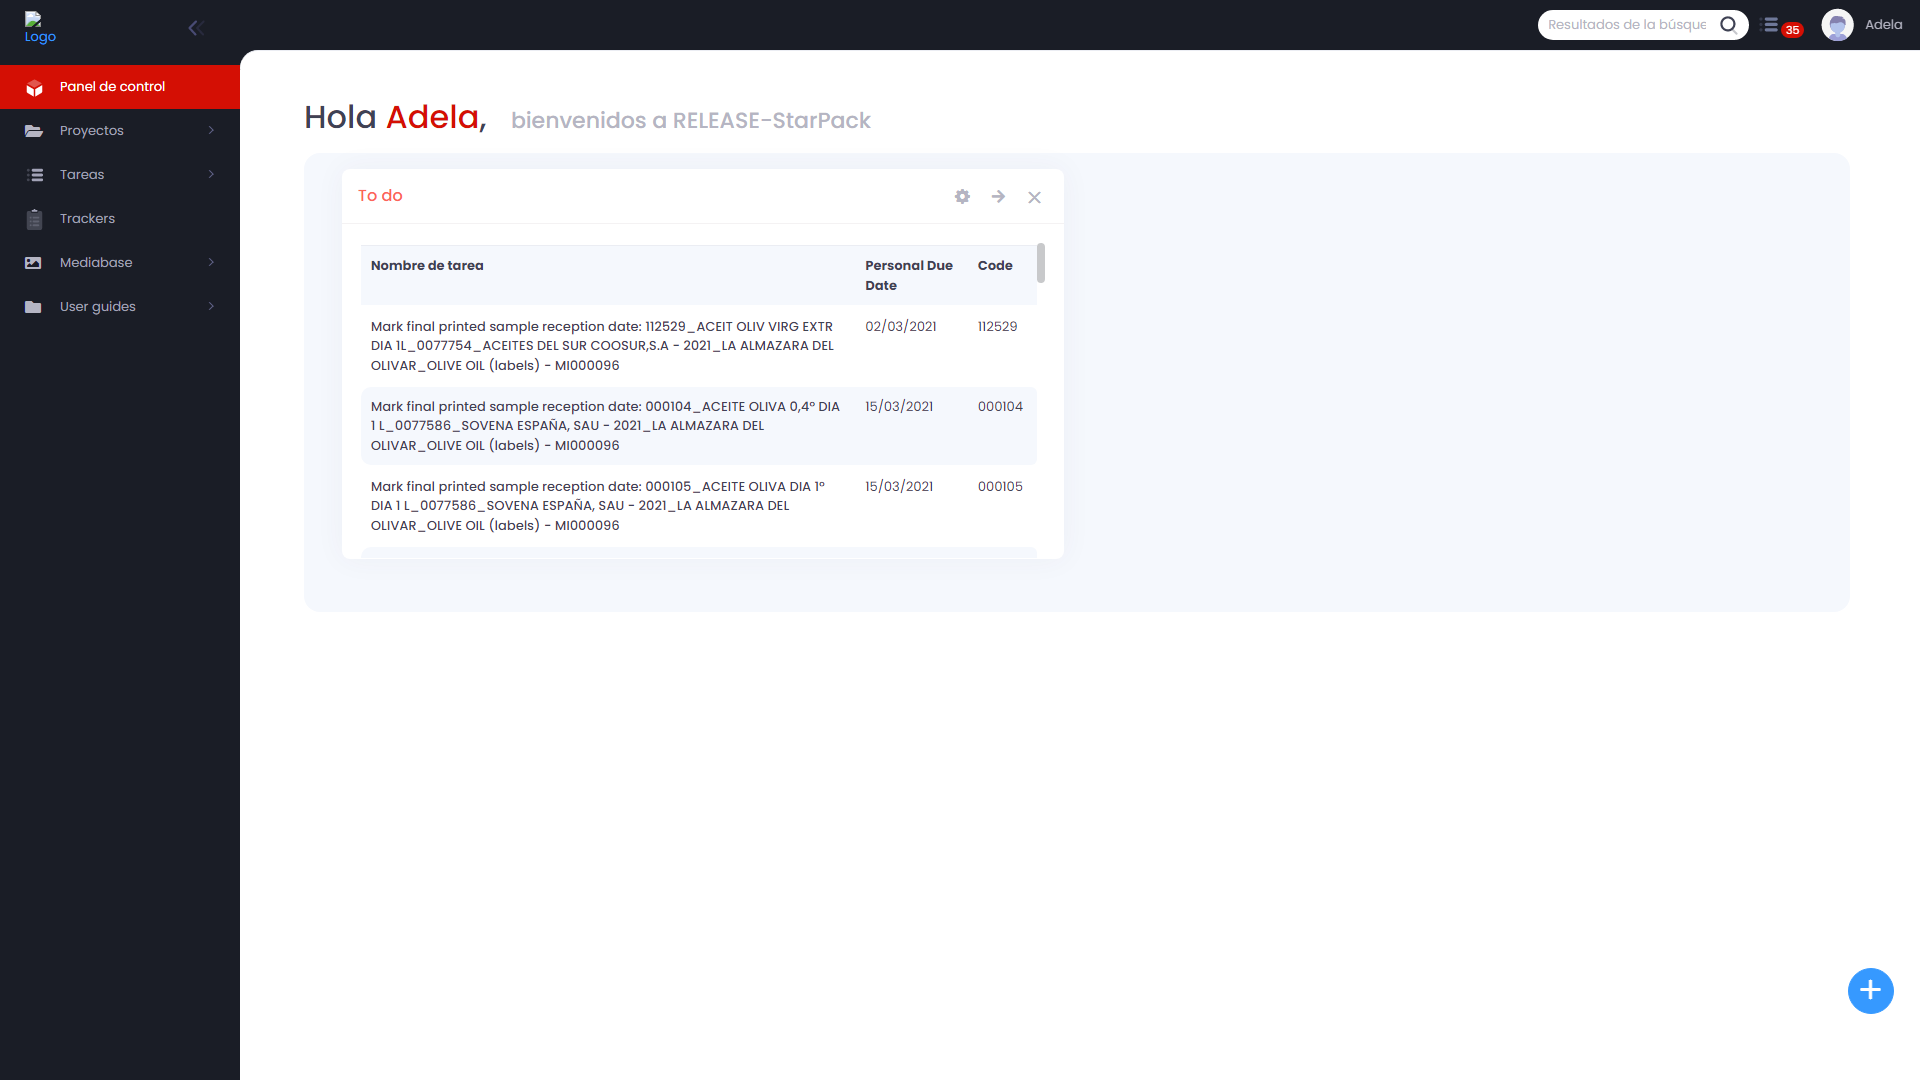 Logo
Resultados de la búsque
35
Adela
Panel de control
Proyectos
Tareas
Trackers
Mediabase
User guides
Hola Adela, bienvenidos a RELEASE-StarPack
To do
Nombre de tarea
Personal Due
Date
Code
Mark final printed sample reception date: 112529_ACEIT OLIV VIRG EXTR
DIA 1L_0077754_ACEITES DEL SUR COOSUR,S.A - 2021_LA ALMAZARA DEL
OLIVAR_OLIVE OIL (labels) - MI000096
02/03/2021
112529
Mark final printed sample reception date: 000104_ACEITE OLIVA 0,4º DIA
1 L_0077586_SOVENA ESPAÑA, SAU - 2021_LA ALMAZARA DEL
OLIVAR_OLIVE OIL (labels) - MI000096
15/03/2021
000104
Mark final printed sample reception date: 000105_ACEITE OLIVA DIA 1º
DIA 1 L_0077586_SOVENA ESPAÑA, SAU - 2021_LA ALMAZARA DEL
OLIVAR_OLIVE OIL (labels) - MI000096
15/03/2021
000105